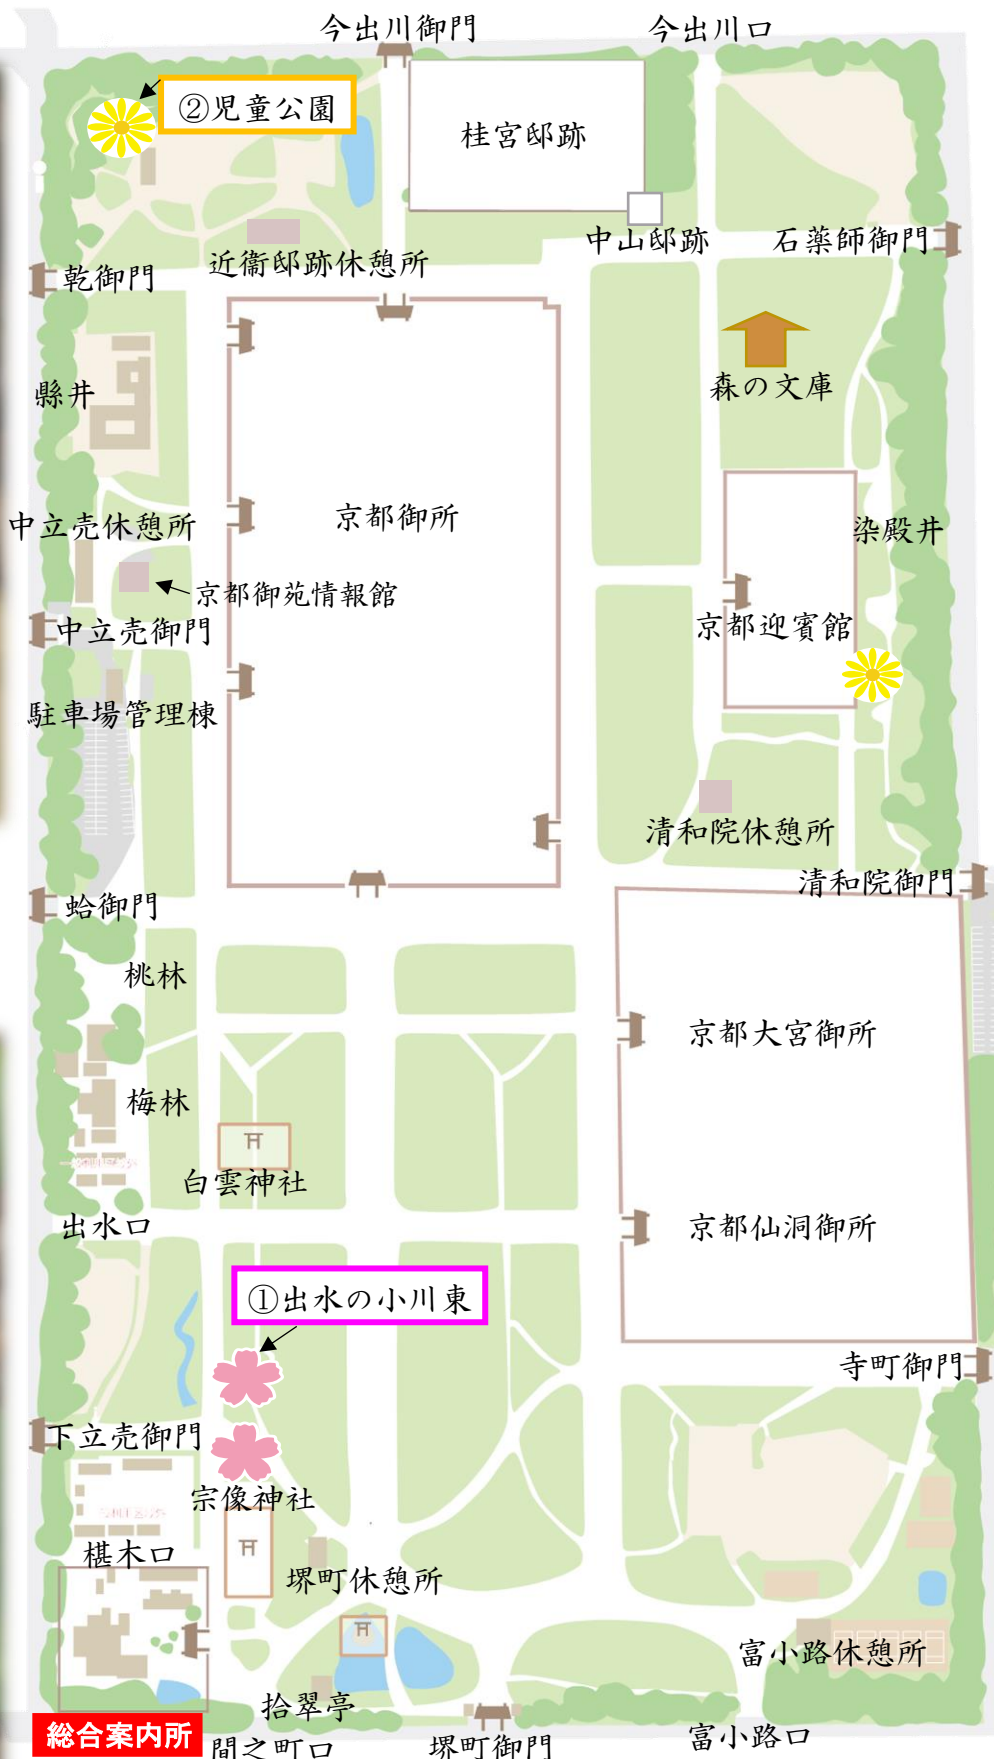 今出川御門
今出川口
②児童公園
桂宮邸跡
中山邸跡
石薬師御門
近衞邸跡休憩所
乾御門
森の文庫
縣井
京都御所
中立売休憩所
染殿井
京都御苑情報館
京都迎賓館
中立売御門
駐車場管理棟
清和院休憩所
清和院御門
蛤御門
桃林
京都大宮御所
梅林
白雲神社
出水口
京都仙洞御所
①出水の小川東
寺町御門
下立売御門
宗像神社
椹木口
堺町休憩所
富小路休憩所
拾翠亭
総合案内所
間之町口
堺町御門
富小路口